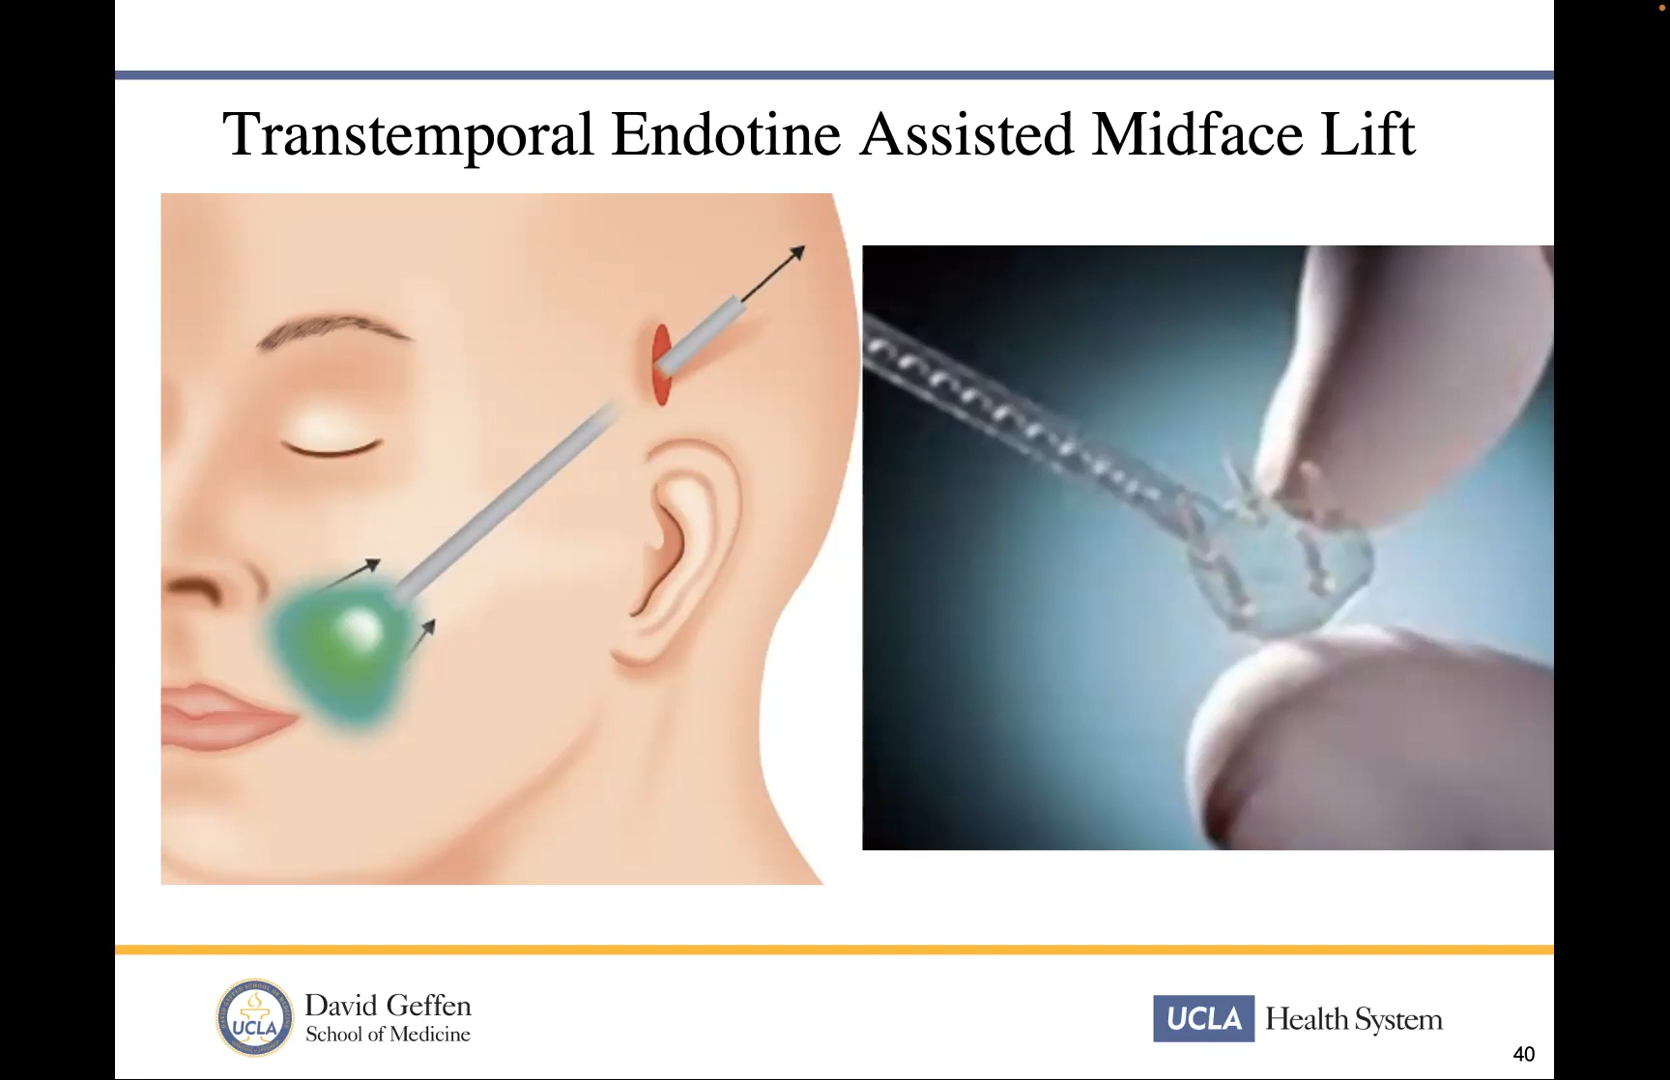 Transtemporal Endotine Assisted Midface Lift
UCLA
David Geffen
School of Medicine
UCLA Health System
40